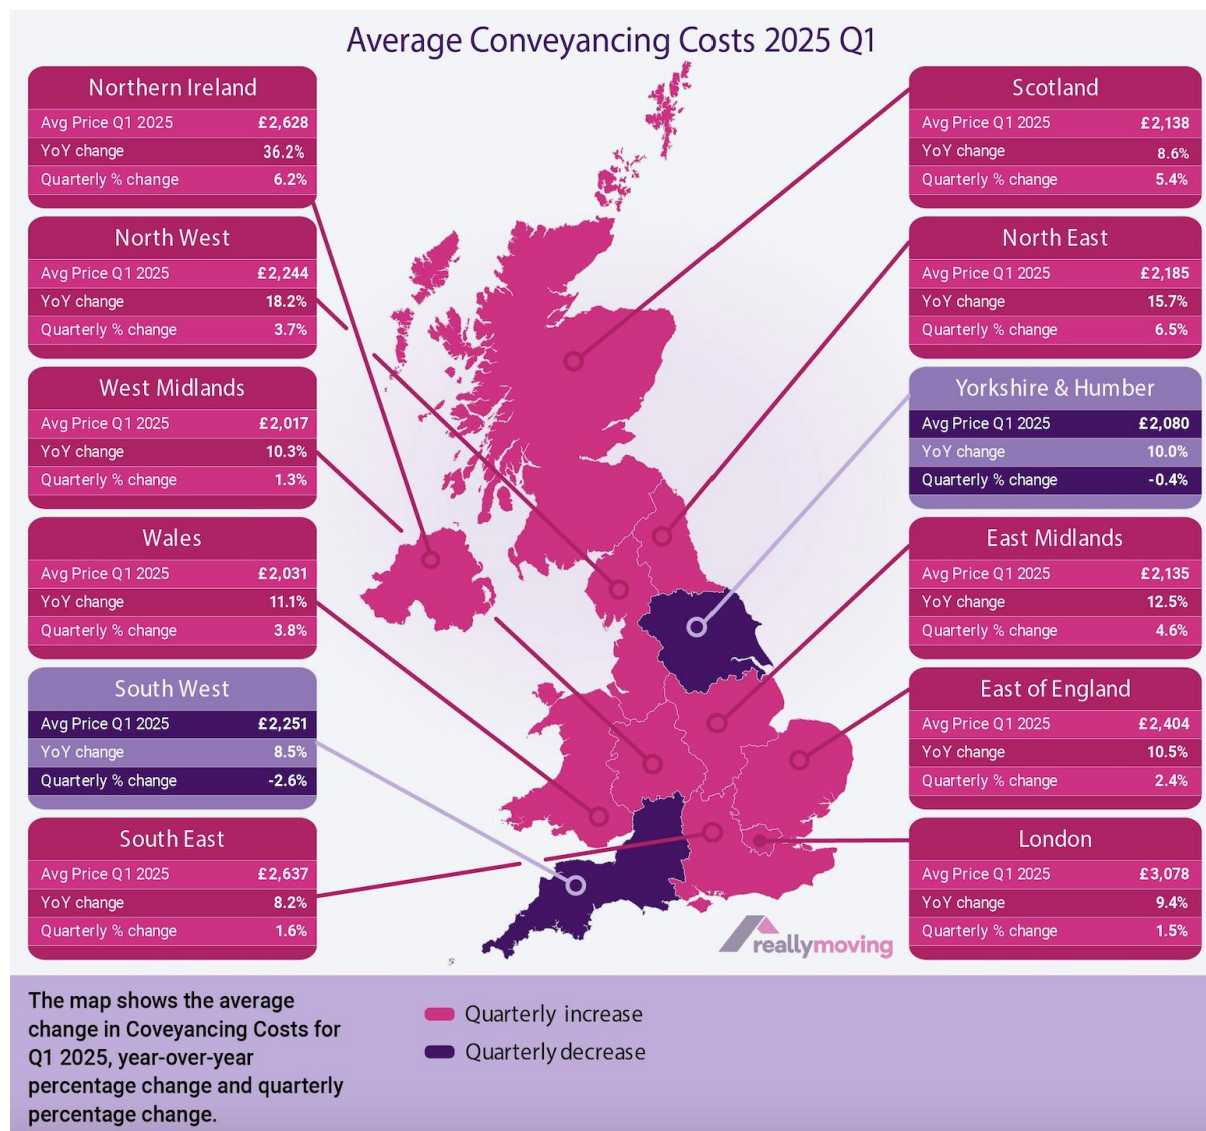 Average Conveyancing Costs 2025 Q1
Northern Ireland
Avg Price Q1 2025 £2,628
YoY change 36.2%
Quarterly % change 6.2%
North West
Avg Price Q1 2025 £2,244
YoY change 18.2%
Quarterly % change 3.7%
West Midlands
Avg Price Q1 2025 £2,017
YoY change 10.3%
Quarterly % change 1.3%
Wales
Avg Price Q1 2025 £2,031
YoY change 11.1%
Quarterly % change 3.8%
South West
Avg Price Q1 2025 £2,251
YoY change 8.5%
Quarterly % change -2.6%
South East
Avg Price Q1 2025 £2,637
YoY change 8.2%
Quarterly % change 1.6%
Scotland
Avg Price Q1 2025 £2,138
YoY change 8.6%
Quarterly % change 5.4%
North East
Avg Price Q1 2025 £2,185
YoY change 15.7%
Quarterly % change 6.5%
Yorkshire & Humber
Avg Price Q1 2025 £2,080
YoY change 10.0%
Quarterly % change -0.4%
East Midlands
Avg Price Q1 2025 £2,135
YoY change 12.5%
Quarterly % change 4.6%
East of England
Avg Price Q1 2025 £2,404
YoY change 10.5%
Quarterly % change 2.4%
London
Avg Price Q1 2025 £3,078
YoY change 9.4%
Quarterly % change 1.5%
reallymoving
The map shows the average
change in Coveyancing Costs for
Q1 2025, year-over-year
percentage change and quarterly
percentage change.
Quarterly increase
Quarterly decrease